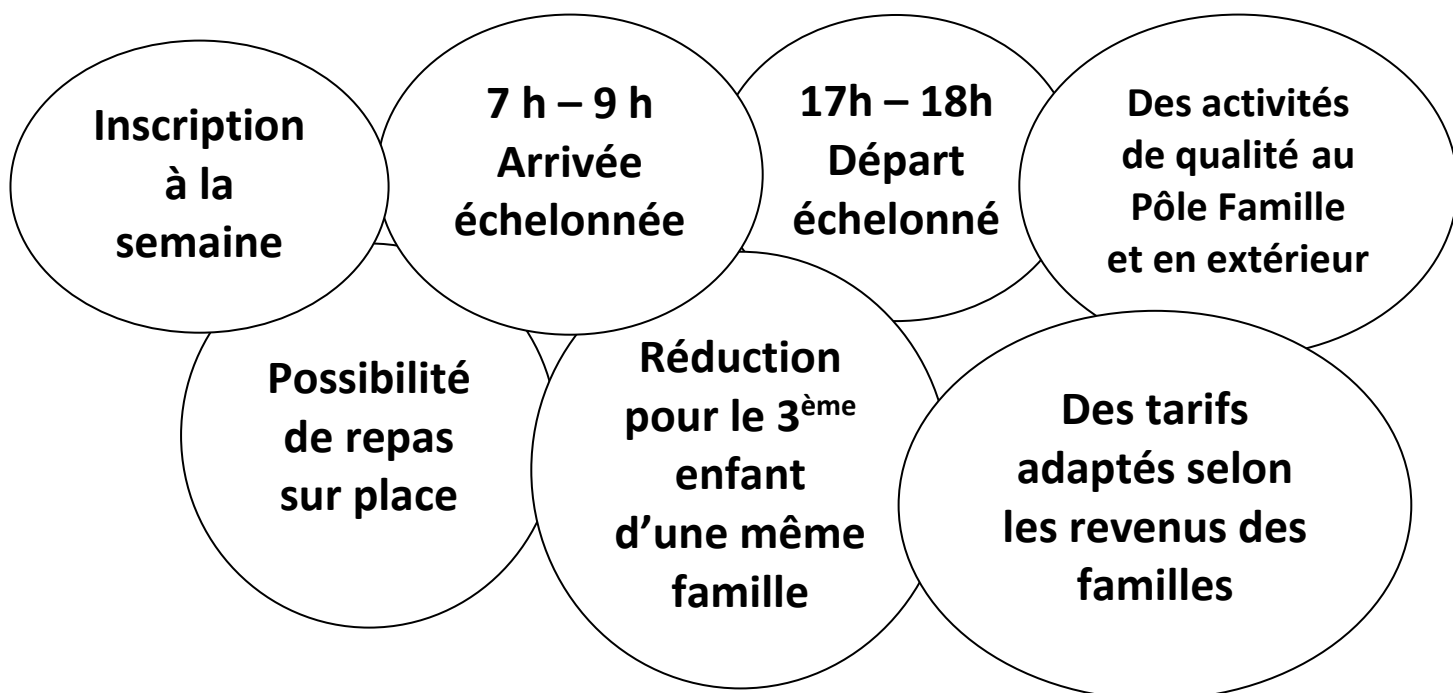 Inscription
à la
semaine
7 h – 9 h
Arrivée
échelonnée
17h – 18h
Départ
échelonné
Des activités
de qualité au
Pôle Famille
et en extérieur
Possibilité
de repas
sur place
Réduction
pour le 3ème
enfant
d’une même
famille
Des tarifs
adaptés selon
les revenus des
familles